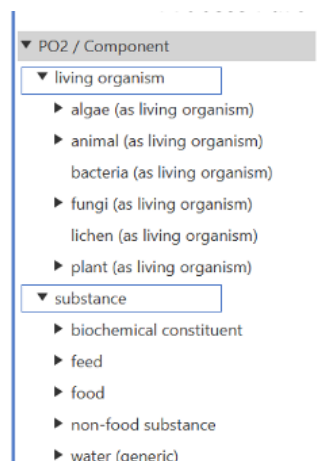 PO2 / Component
living organism
algae (as living organism)
animal (as living organism)
bacteria (as living organism)
fungi (as living organism)
lichen (as living organism)
plant (as living organism)
substance
biochemical constituent
feed
food
non-food substance
water (generic)